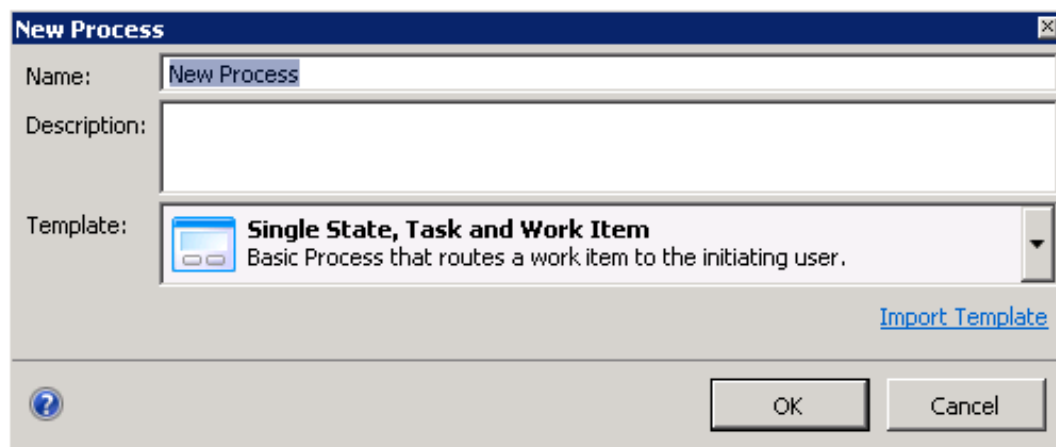 New Process
Name:
New Process
Description:
Template:
Single State, Task and Work Item
Basic Process that routes a work item to the initiating user.
Import Template
OK
Cancel